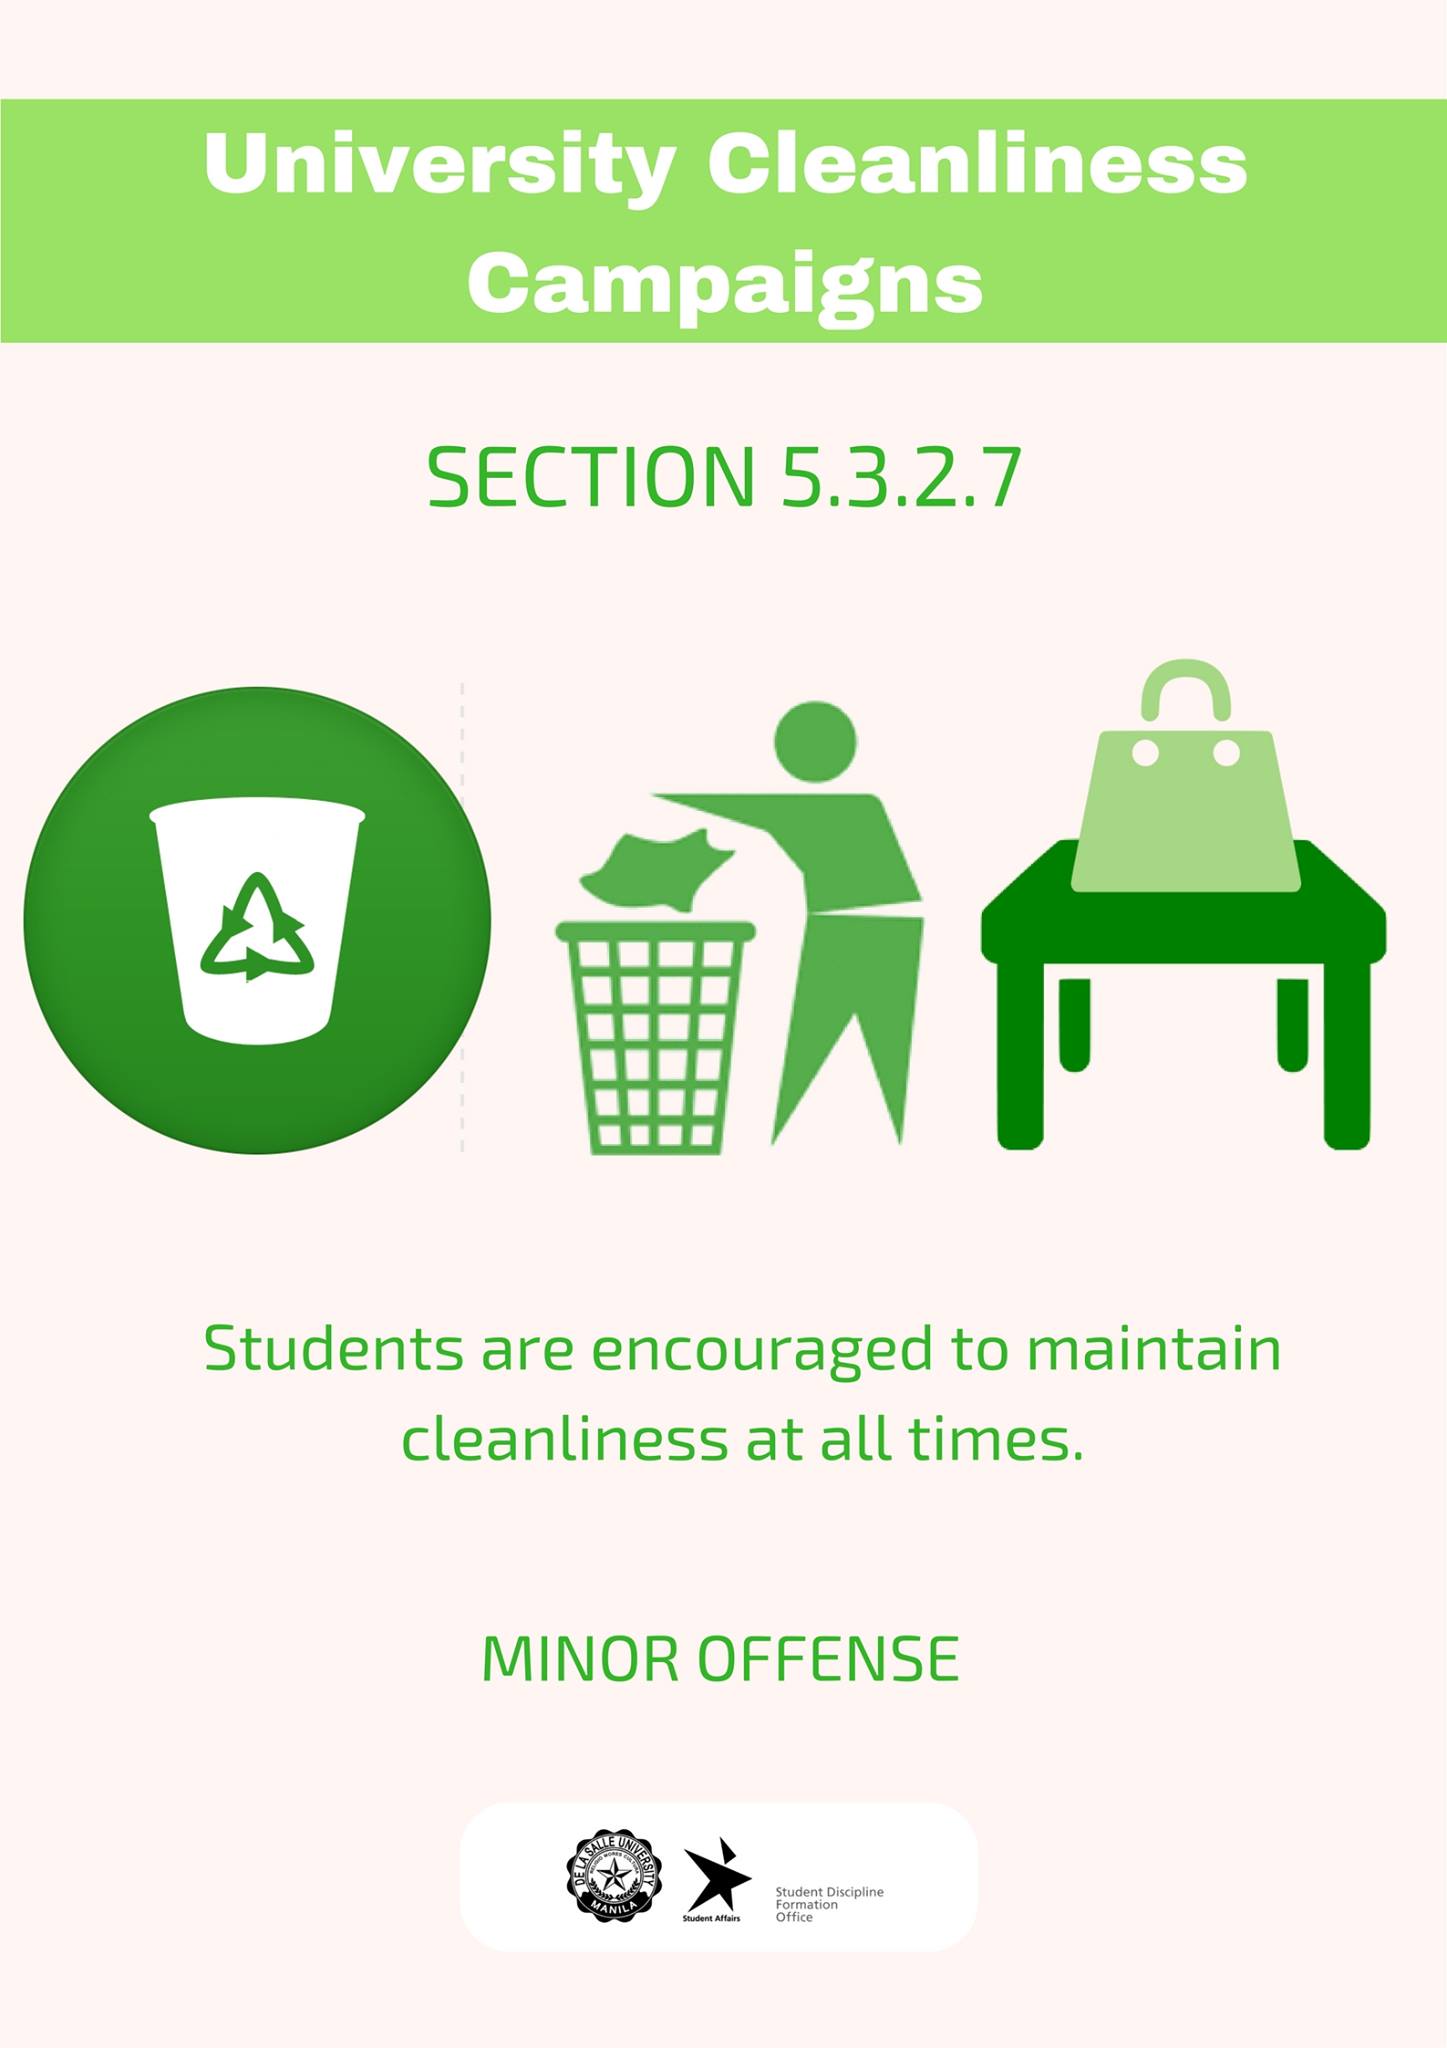 University Cleanliness
Campaigns
SECTION 5.3.2.7
Students are encouraged to maintain
cleanliness at all times.
MINOR OFFENSE
DE LA SALLE UNIVERSITY
MANILA
Student Affairs
Student Discipline
Formation
Office